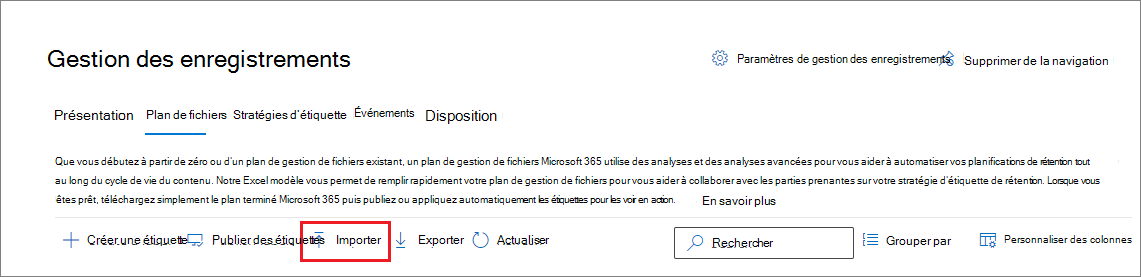 Gestion des enregistrements
Paramètres de gestion des enregistrements
Supprimer de la navigation
Présentation Plan de fichiers Stratégies d'étiquette Événements Disposition
Que vous débutez à partir de zéro ou d'un plan de gestion de fichiers existant, un plan de gestion de fichiers Microsoft 365 utilise des analyses et des analyses avancées pour vous aider à automatiser vos planifications de rétention tout
au long du cycle de vie du contenu. Notre Excel modèle vous permet de remplir rapidement votre plan de gestion de fichiers pour vous aider à collaborer avec les parties prenantes sur votre stratégie d'étiquette de rétention. Lorsque vous
êtes prêt, téléchargez simplement le plan terminé Microsoft 365 puis publiez ou appliquez automatiquement les étiquettes pour les voir en action. En savoir plus
Créer une étiquette Publier des étiquettes Importer Exporter Actualiser Rechercher Grouper par Personnaliser des colonnes